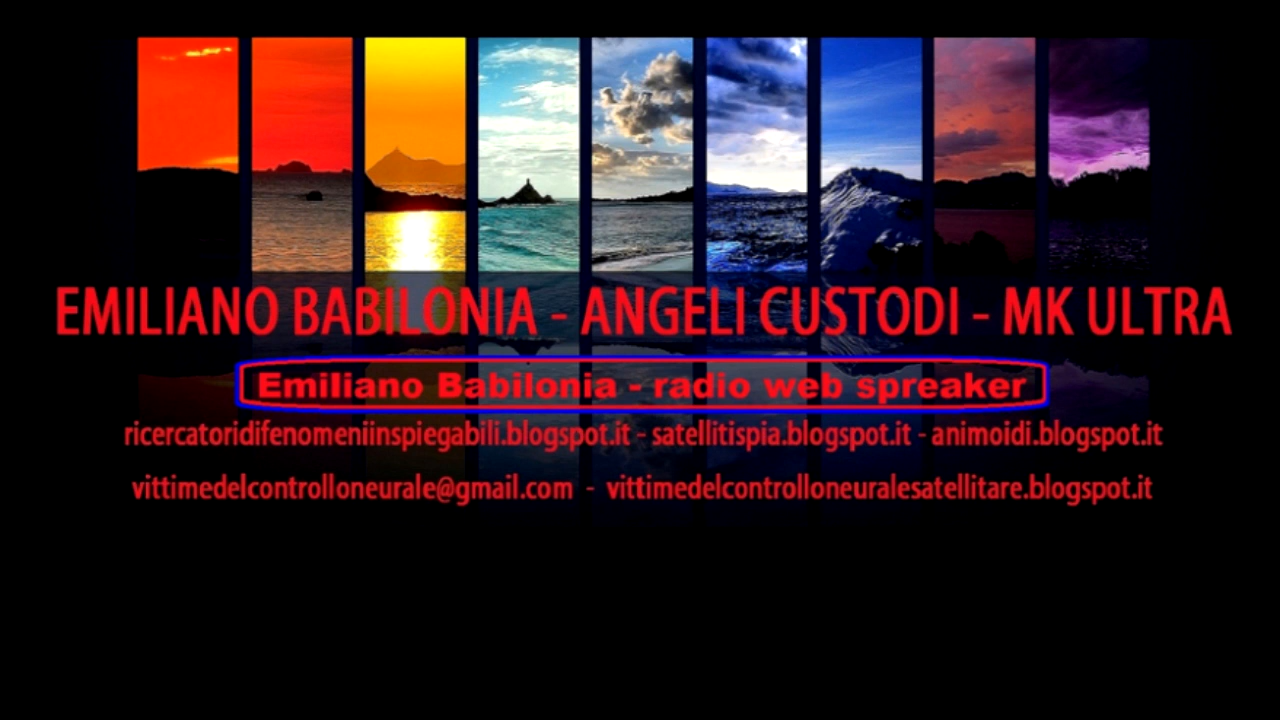 EMILIANO BABILONIA - ANGELI CUSTODI - MK ULTRA
Emiliano Babilonia - radio web spreaker
ricercatoridifenomeniinspiegabili.blogspot.it - satellitispia.blogspot.it - animoidi.blogspot.it
vittimedelcontrolloneurale@gmail.com - vittimedelcontrolloneuralesatellitare.blogspot.it